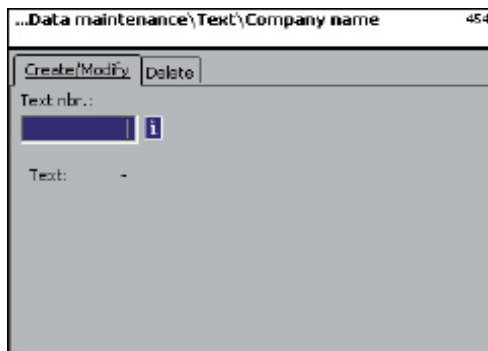 ...Data maintenance\Text\Company name 454
Create/Modify Delete
Text nbr.:
i
Text: -